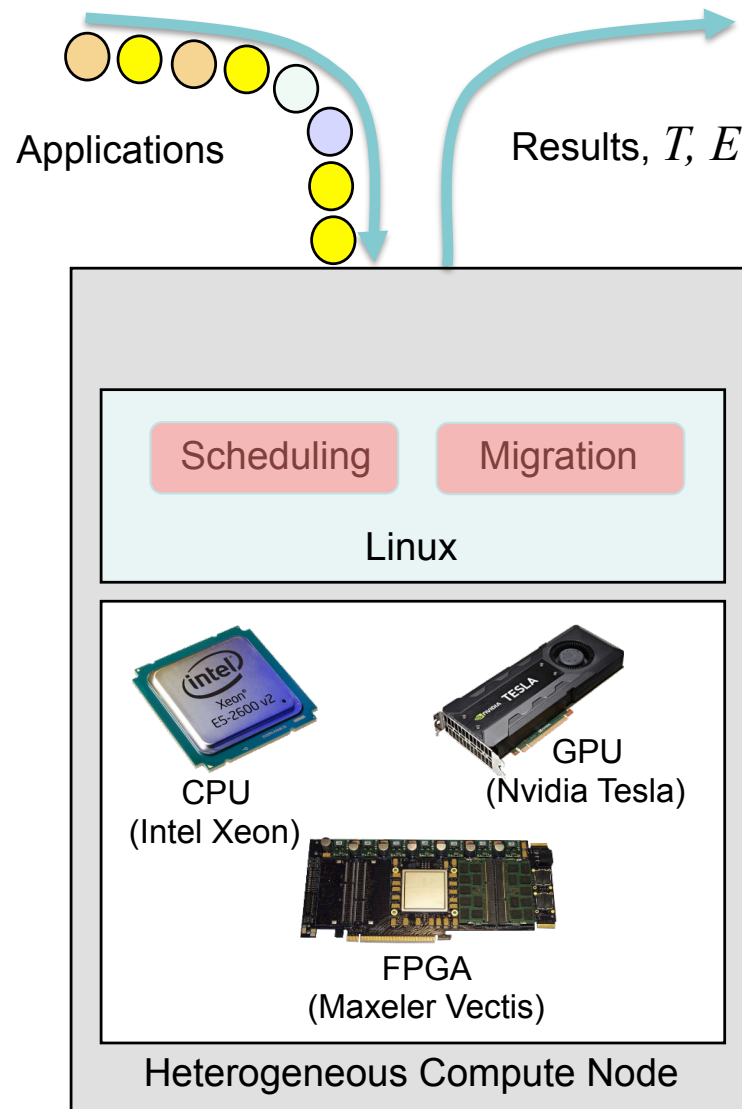 Applications
Results, T, E
Scheduling
Migration
Linux
intel
Xeon®
E5-2600 v2
NVIDIA
TESLA
CPU
(Intel Xeon)
GPU
(Nvidia Tesla)
FPGA
(Maxeler Vectis)
Heterogeneous Compute Node